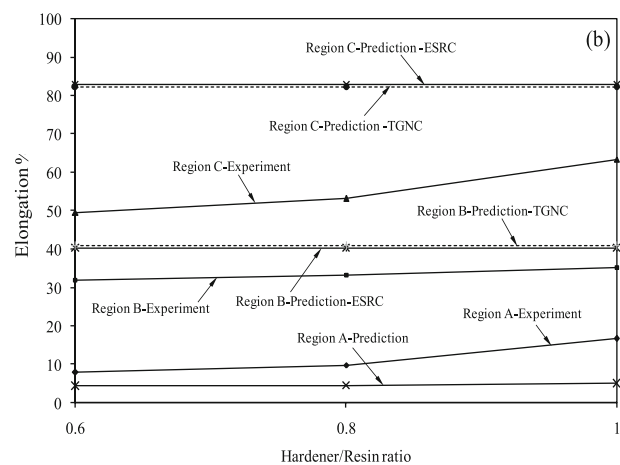 100
(b)
Region C-Prediction-ESRC
90
80
Region C-Prediction -TGNC
70
Region C-Experiment
60
50
Region B-Prediction-TGNC
40
Region B-Experiment
Region B-Prediction-ESRC
30
Region A-Experiment
20
Region A-Prediction
10
0
0.6
0.8
1
Elongation %
Hardener/Resin ratio